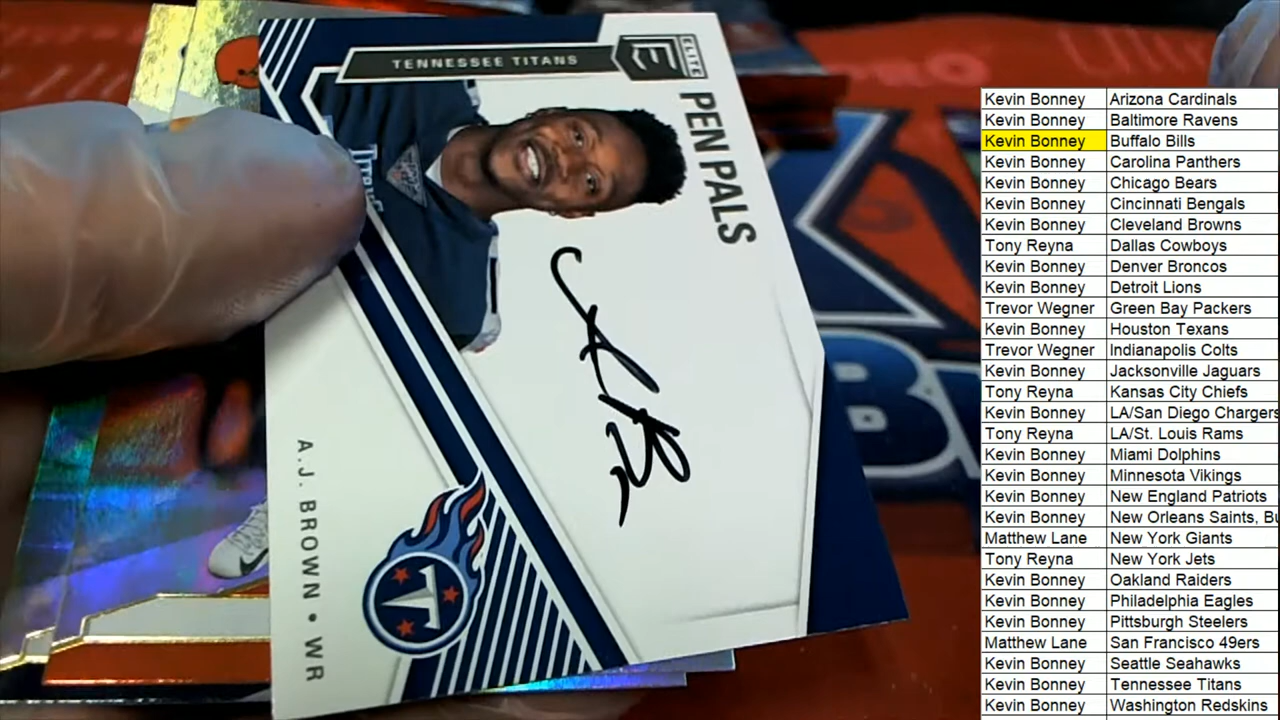 TENNESSEE TITANS
ELITE
PEN PALS
TITANS
A.J. BROWN • WR
Kevin Bonney Arizona Cardinals
Kevin Bonney Baltimore Ravens
Kevin Bonney Buffalo Bills
Kevin Bonney Carolina Panthers
Kevin Bonney Chicago Bears
Kevin Bonney Cincinnati Bengals
Kevin Bonney Cleveland Browns
Tony Reyna Dallas Cowboys
Kevin Bonney Denver Broncos
Kevin Bonney Detroit Lions
Trevor Wegner Green Bay Packers
Kevin Bonney Houston Texans
Trevor Wegner Indianapolis Colts
Kevin Bonney Jacksonville Jaguars
Tony Reyna Kansas City Chiefs
Kevin Bonney LA/San Diego Chargers
Tony Reyna LA/St. Louis Rams
Kevin Bonney Miami Dolphins
Kevin Bonney Minnesota Vikings
Kevin Bonney New England Patriots
Kevin Bonney New Orleans Saints,
Matthew Lane New York Giants
Tony Reyna New York Jets
Kevin Bonney Oakland Raiders
Kevin Bonney Philadelphia Eagles
Kevin Bonney Pittsburgh Steelers
Matthew Lane San Francisco 49ers
Kevin Bonney Seattle Seahawks
Kevin Bonney Tennessee Titans
Kevin Bonney Washington Redskins